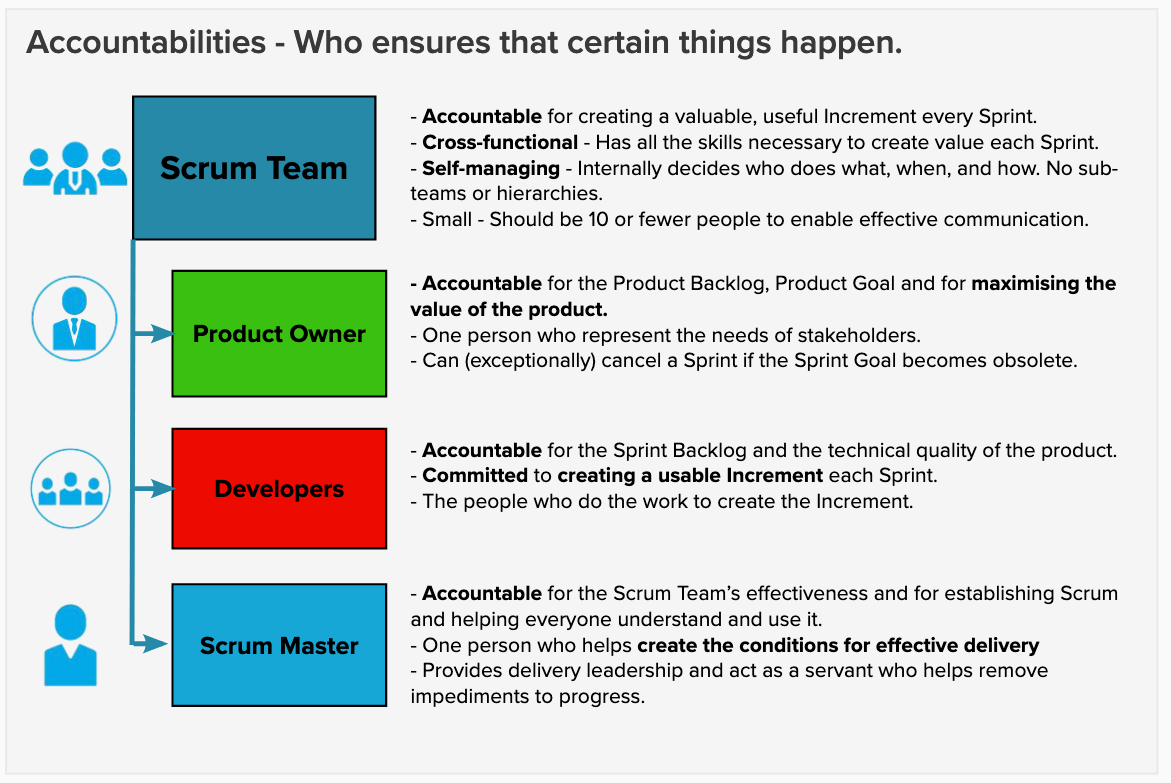 Accountabilities - Who ensures that certain things happen.
Scrum Team
- Accountable for creating a valuable, useful Increment every Sprint.
- Cross-functional - Has all the skills necessary to create value each Sprint.
- Self-managing - Internally decides who does what, when, and how. No sub-
teams or hierarchies.
- Small - Should be 10 or fewer people to enable effective communication.
Product Owner
- Accountable for the Product Backlog, Product Goal and for maximising the
value of the product.
- One person who represent the needs of stakeholders.
- Can (exceptionally) cancel a Sprint if the Sprint Goal becomes obsolete.
Developers
- Accountable for the Sprint Backlog and the technical quality of the product.
- Committed to creating a usable Increment each Sprint.
- The people who do the work to create the Increment.
Scrum Master
- Accountable for the Scrum Team's effectiveness and for establishing Scrum
and helping everyone understand and use it.
- One person who helps create the conditions for effective delivery
- Provides delivery leadership and act as a servant who helps remove
impediments to progress.